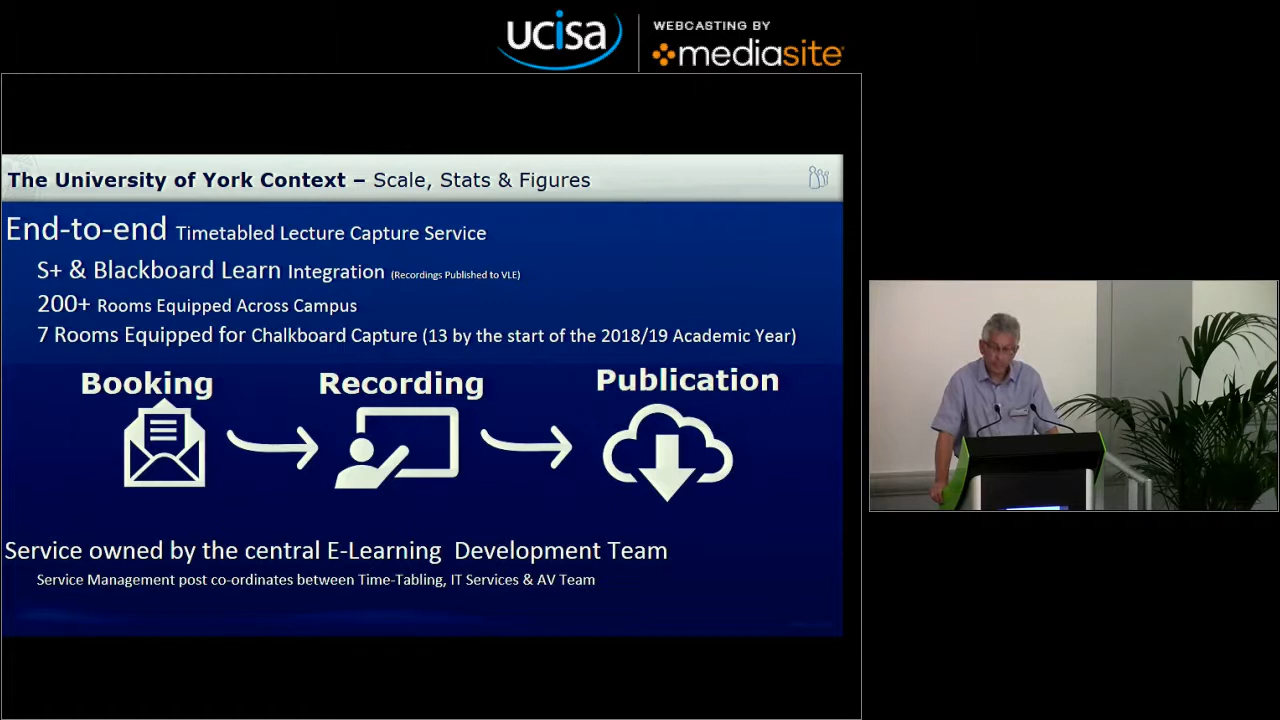 ucisa
WEBCASTING BY
mediasite
The University of York Context – Scale, Stats & Figures
End-to-end Timetabled Lecture Capture Service
S+ & Blackboard Learn Integration (Recordings Published to VLE)
200+ Rooms Equipped Across Campus
7 Rooms Equipped for Chalkboard Capture (13 by the start of the 2018/19 Academic Year)
Booking
Recording
Publication
Service owned by the central E-Learning Development Team
Service Management post co-ordinates between Time-Tabling, IT Services & AV Team